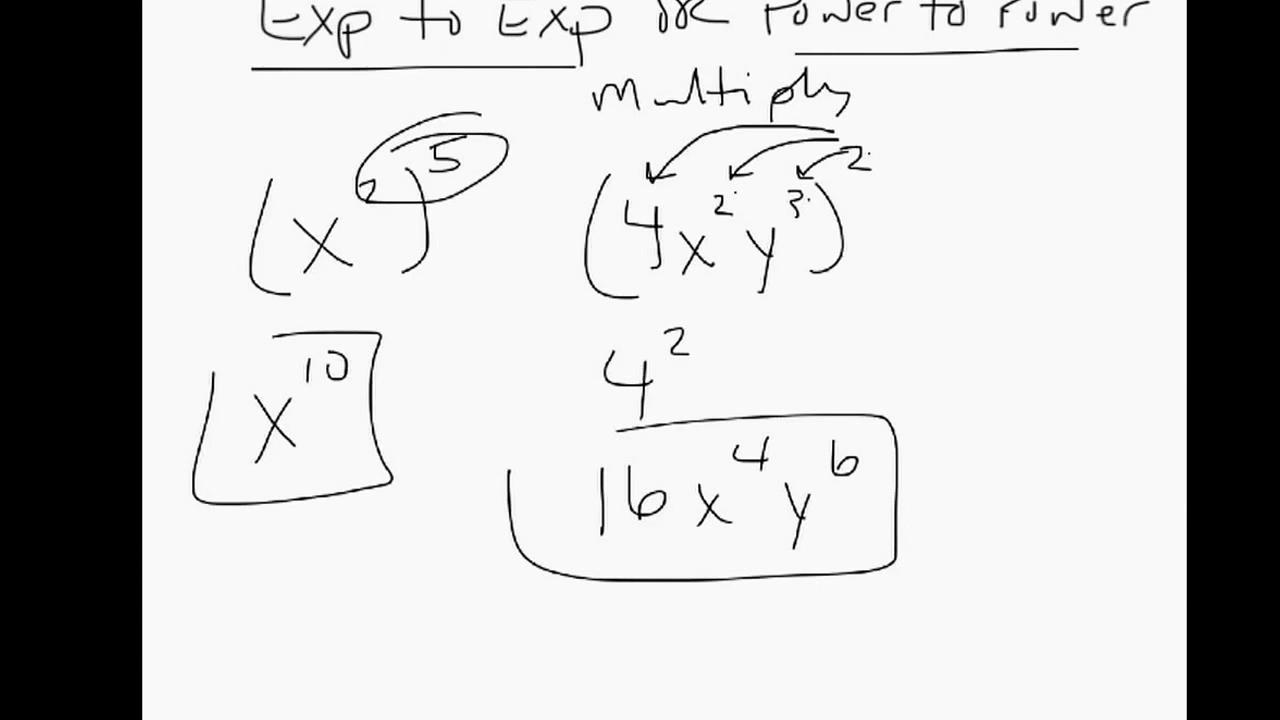 Exp to Exp or Power to Power
multiply
(x²)⁵ (4x²y³)²
4²
x¹⁰
16x⁴y⁶